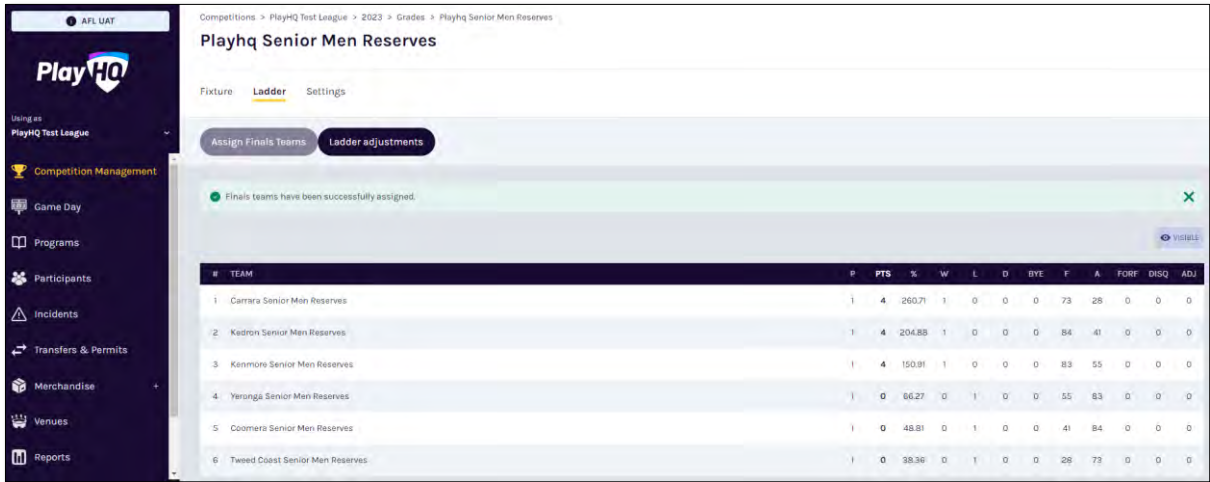 AFL UAT
PlayHQ
Using as
PlayHQ Test League
Competition Management
Game Day
Programs
Participants
Incidents
Transfers & Permits
Merchandise +
Venues
Reports
Competitions > PlayHQ Test League > 2023 > Grades > Playhq Senior Men Reserves
Playhq Senior Men Reserves
Fixture Ladder Settings
Assign Finals Teams Ladder adjustments
Finals teams have been successfully assigned.
VISIBLE
# TEAM P PTS % W L D BYE F A FORF DISQ ADJ
1 Carrara Senior Men Reserves 1 4 260.71 1 0 0 0 73 28 0 0 0
2 Kedron Senior Men Reserves 1 4 204.88 1 0 0 0 84 41 0 0 0
3 Kenmore Senior Men Reserves 1 4 150.91 1 0 0 0 83 55 0 0 0
4 Yeronga Senior Men Reserves 1 0 66.27 0 1 0 0 55 83 0 0 0
5 Coomera Senior Men Reserves 1 0 48.81 0 1 0 0 41 84 0 0 0
6 Tweed Coast Senior Men Reserves 1 0 38.36 0 1 0 0 28 73 0 0 0